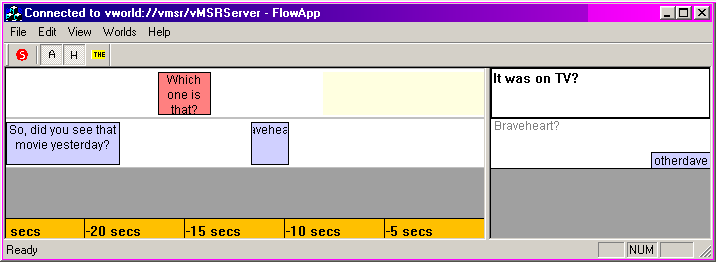 Connected to vworld://vmsr/vMSRServer - FlowApp
File Edit View Worlds Help
S A H THE
Which
one is
that?
It was on TV?
So, did you see that
movie yesterday?
avehea
Braveheart?
otherdave
secs -20 secs -15 secs -10 secs -5 secs
Ready NUM